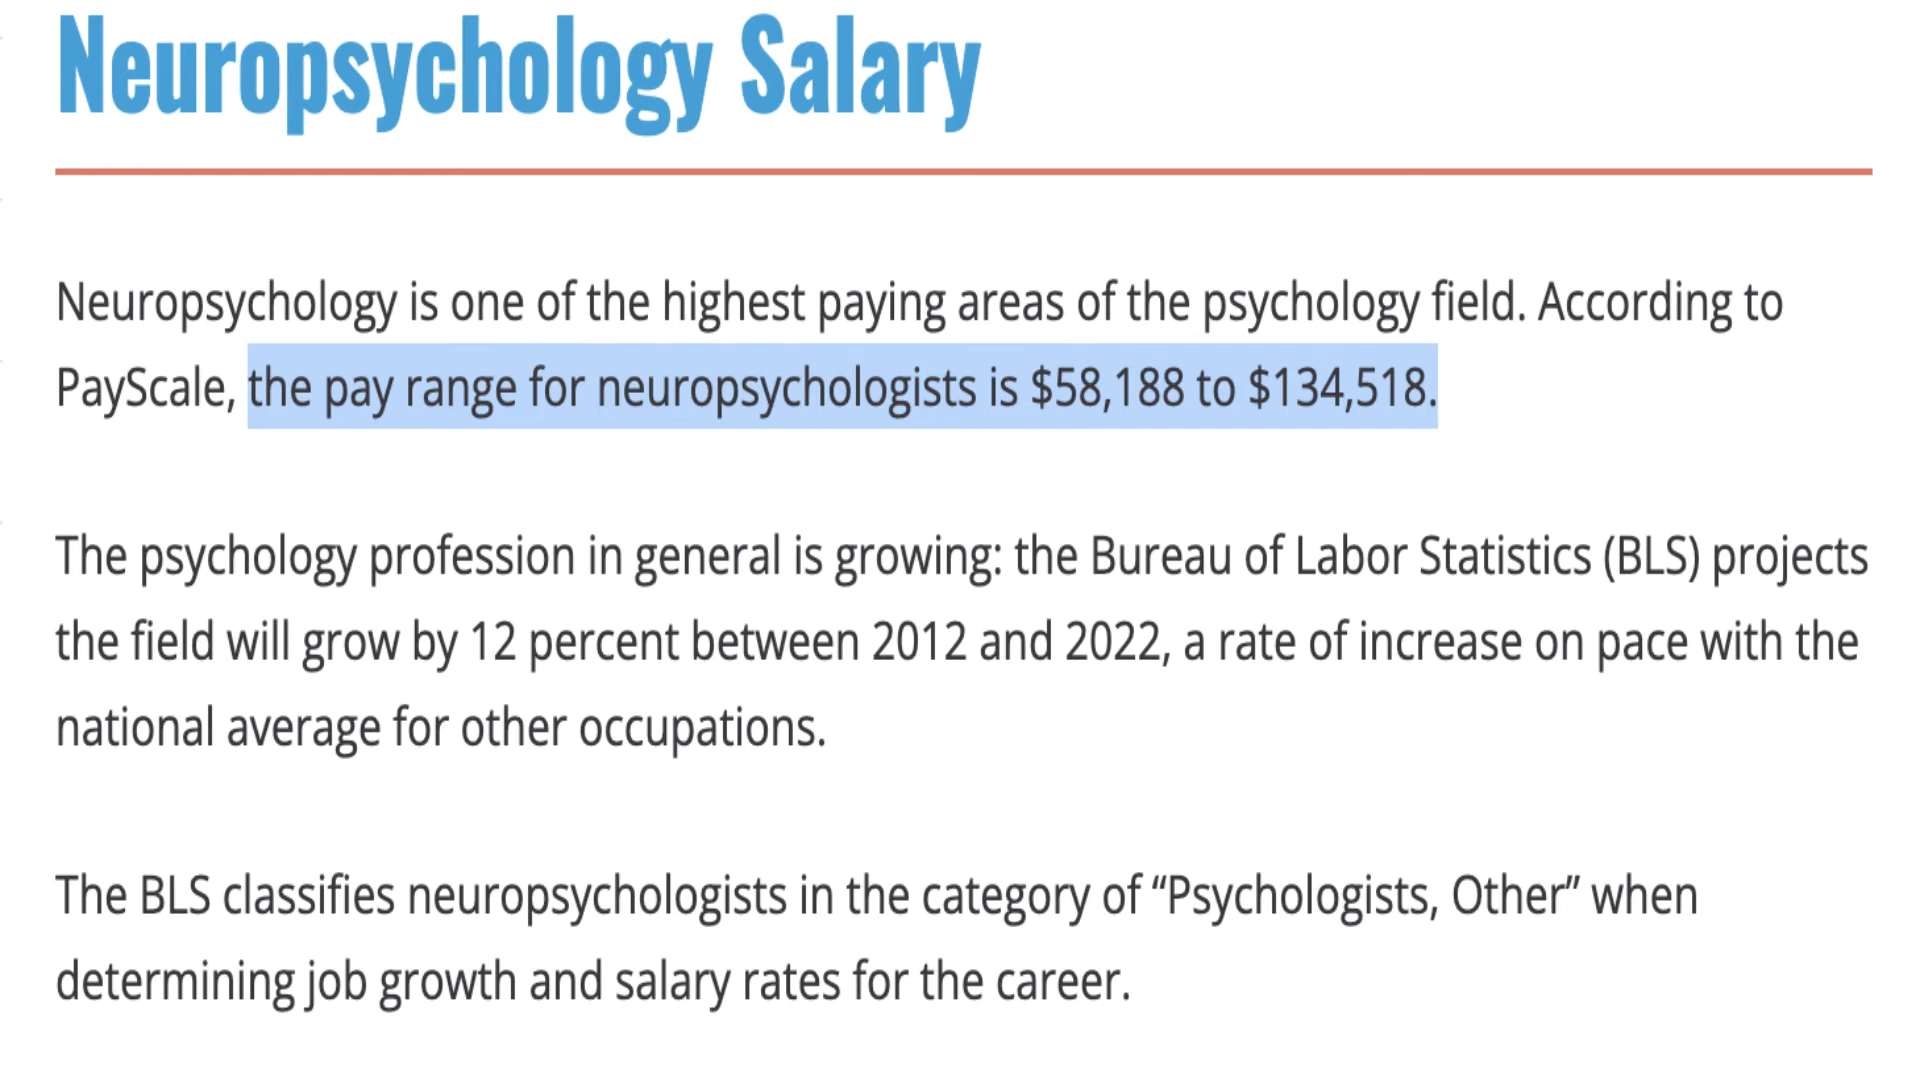 Neuropsychology Salary
Neuropsychology is one of the highest paying areas of the psychology field. According to
PayScale, the pay range for neuropsychologists is $58,188 to $134,518.
The psychology profession in general is growing: the Bureau of Labor Statistics (BLS) projects
the field will grow by 12 percent between 2012 and 2022, a rate of increase on pace with the
national average for other occupations.
The BLS classifies neuropsychologists in the category of “Psychologists, Other” when
determining job growth and salary rates for the career.